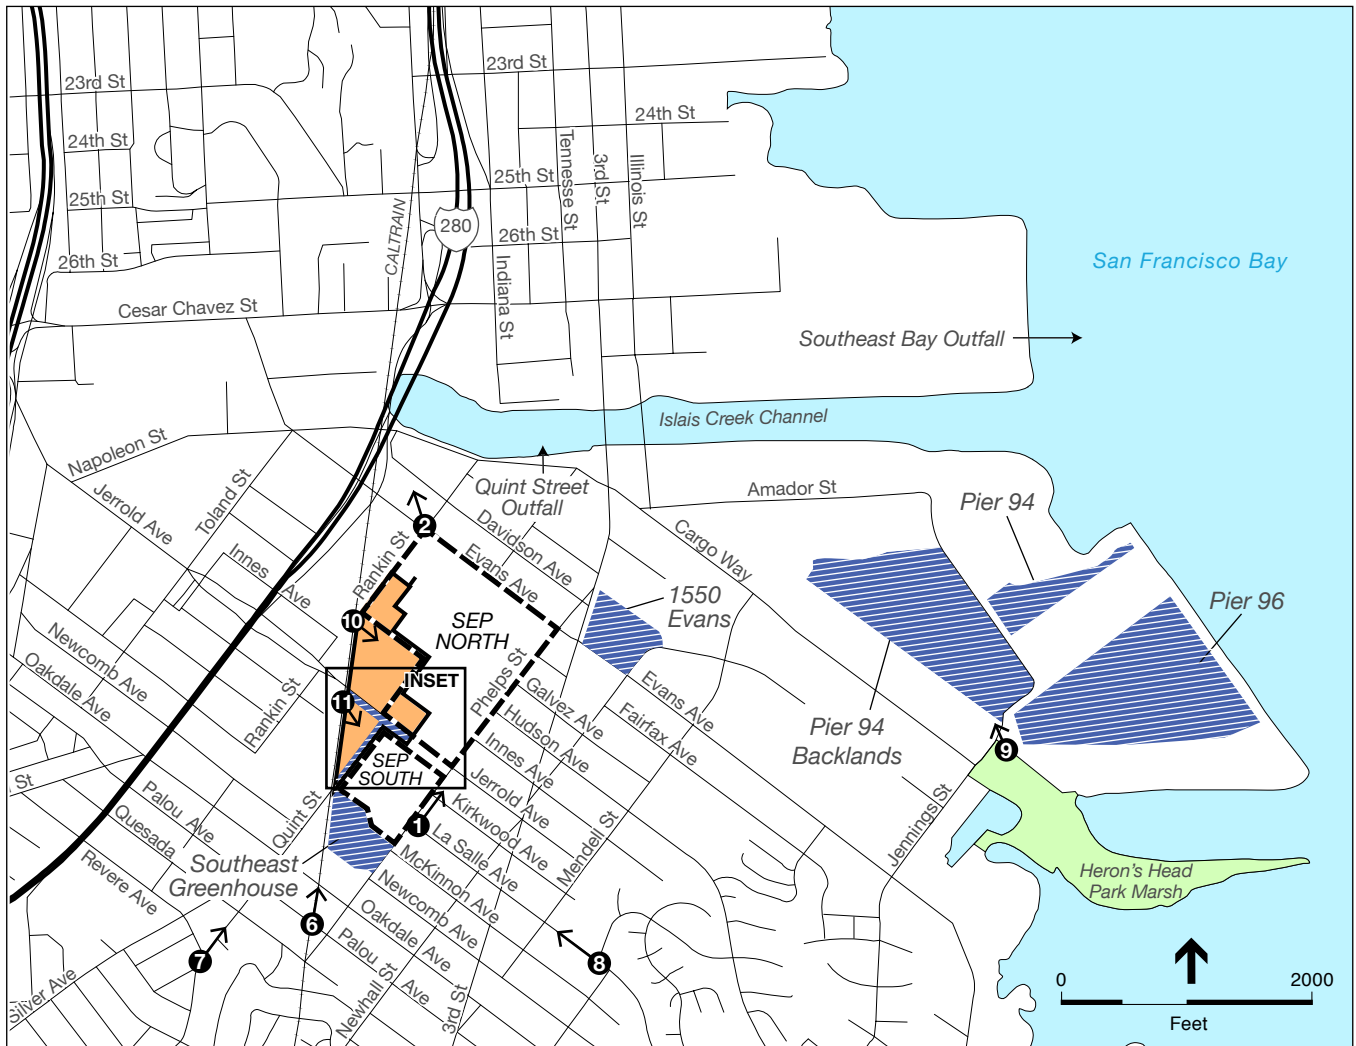 23rd St
23rd St
24th St
24th St
Tennesse St
3rd St
Illinois St
25th St
25th St
CALTRAIN
280
26th St
26th St
Indiana St
San Francisco Bay
Cesar Chavez St
Southeast Bay Outfall
Islais Creek Channel
Napoleon St
Toland St
Jerrold Ave
Quint Street
Outfall
Amador St
Pier 94
2
Davidson Ave
Cargo Way
Evans Ave
Rankin St
Innes Ave
1550
Evans
Pier 96
10
SEP
NORTH
Newcomb Ave
Oakdale Ave
INSET
Rankin St
11
Phelps St
Galvez Ave
Evans Ave
Hudson Ave
Fairfax Ave
Pier 94
Backlands
9
SEP
SOUTH
Innes Ave
Jerrold Ave
St
Palou Ave
Quesada
Quint St
1
Kirkwood Ave
La Salle Ave
Mendell St
Jennings St
Revere Ave
Southeast
Greenhouse
McKinnon Ave
Newcomb Ave
Oakdale Ave
Palou Ave
Heron's Head
Park Marsh
6
7
8
Silver Ave
Newhall St
3rd St
0
2000
Feet